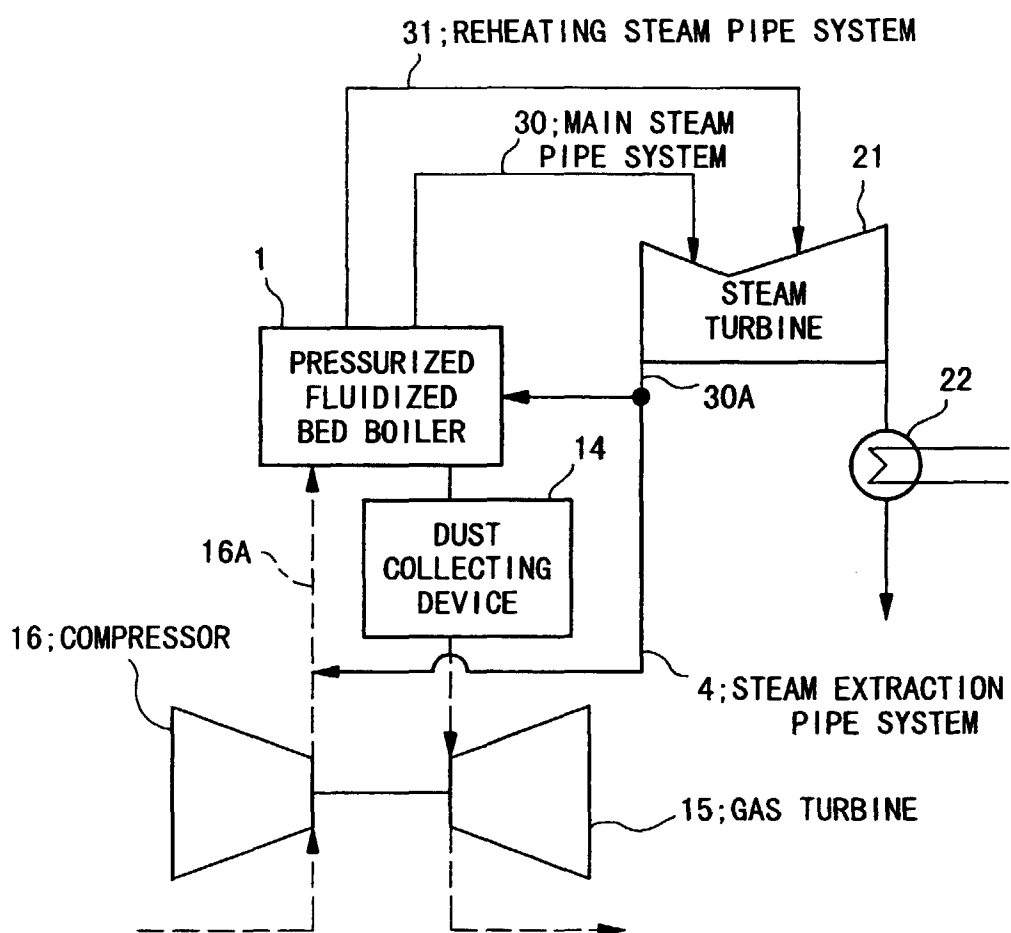 31;REHEATING STEAM PIPE SYSTEM
30;MAIN STEAM
PIPE SYSTEM
21
1
STEAM
TURBINE
PRESSURIZED
FLUIDIZED
BED BOILER
30A
22
14
DUST
COLLECTING
DEVICE
16A
16;COMPRESSOR
4;STEAM EXTRACTION
PIPE SYSTEM
15;GAS TURBINE